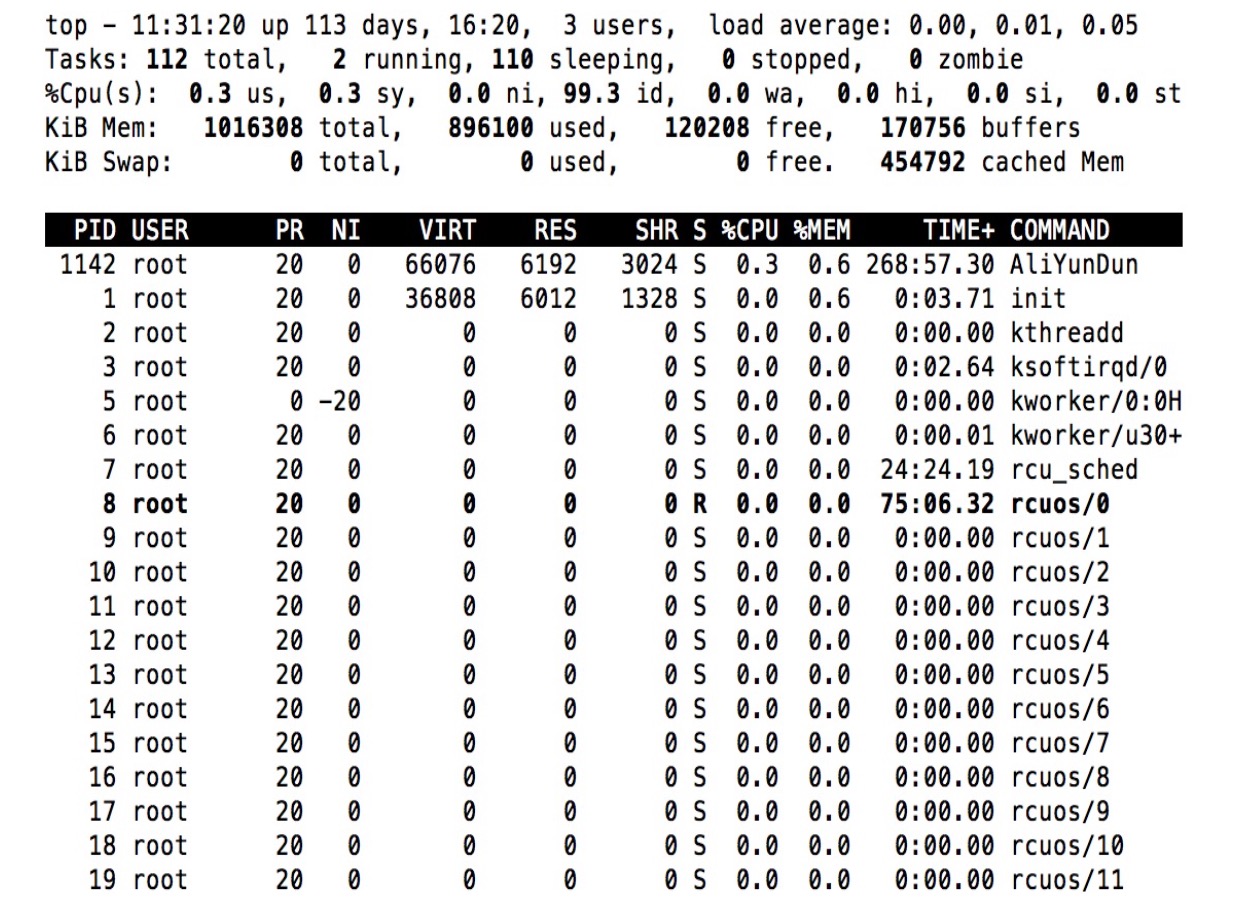 top - 11:31:20 up 113 days, 16:20,  3 users,  load average: 0.00, 0.01, 0.05
Tasks: 112 total,   2 running, 110 sleeping,   0 stopped,   0 zombie
%Cpu(s):  0.3 us,  0.3 sy,  0.0 ni, 99.3 id,  0.0 wa,  0.0 hi,  0.0 si,  0.0 st
KiB Mem:   1016308 total,   896100 used,   120208 free,   170756 buffers
KiB Swap:        0 total,        0 used,        0 free.   454792 cached Mem
  PID USER      PR  NI    VIRT    RES    SHR S %CPU %MEM     TIME+ COMMAND
 1142 root      20   0   66076   6192   3024 S  0.3  0.6 268:57.30 AliYunDun
    1 root      20   0   36808   6012   1328 S  0.0  0.6   0:03.71 init
    2 root      20   0       0      0      0 S  0.0  0.0   0:00.00 kthreadd
    3 root      20   0       0      0      0 S  0.0  0.0   0:02.64 ksoftirqd/0
    5 root       0 -20       0      0      0 S  0.0  0.0   0:00.00 kworker/0:0H
    6 root      20   0       0      0      0 S  0.0  0.0   0:00.01 kworker/u30+
    7 root      20   0       0      0      0 S  0.0  0.0  24:24.19 rcu_sched
    8 root      20   0       0      0      0 R  0.0  0.0  75:06.32 rcuos/0
    9 root      20   0       0      0      0 S  0.0  0.0   0:00.00 rcuos/1
   10 root      20   0       0      0      0 S  0.0  0.0   0:00.00 rcuos/2
   11 root      20   0       0      0      0 S  0.0  0.0   0:00.00 rcuos/3
   12 root      20   0       0      0      0 S  0.0  0.0   0:00.00 rcuos/4
   13 root      20   0       0      0      0 S  0.0  0.0   0:00.00 rcuos/5
   14 root      20   0       0      0      0 S  0.0  0.0   0:00.00 rcuos/6
   15 root      20   0       0      0      0 S  0.0  0.0   0:00.00 rcuos/7
   16 root      20   0       0      0      0 S  0.0  0.0   0:00.00 rcuos/8
   17 root      20   0       0      0      0 S  0.0  0.0   0:00.00 rcuos/9
   18 root      20   0       0      0      0 S  0.0  0.0   0:00.00 rcuos/10
   19 root      20   0       0      0      0 S  0.0  0.0   0:00.00 rcuos/11